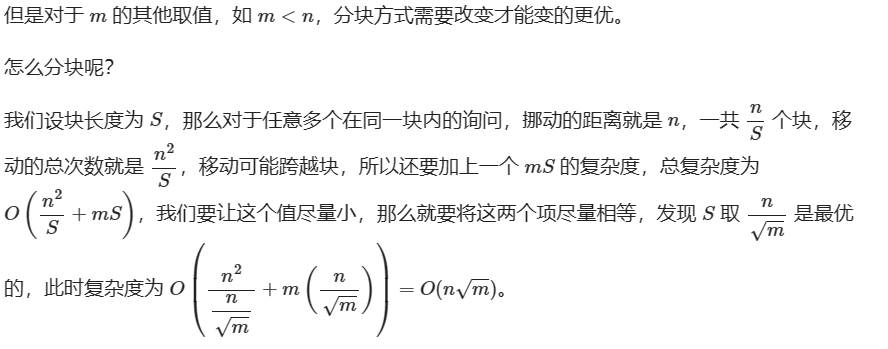 但是对于 m 的其他取值，如 m < n，分块方式需要改变才能变的更优。
怎么分块呢？
我们设块长度为 S，那么对于任意多个在同一块内的询问，挪动的距离就是 n，一共 \frac{n}{S} 个块，移
动的总次数就是 \frac{n^2}{S}，移动可能跨越块，所以还要加上一个 mS 的复杂度，总复杂度为
O\left(\frac{n^2}{S} + mS\right)，我们要让这个值尽量小，那么就要将这两个项尽量相等，发现 S 取 \frac{n}{\sqrt{m}} 是最优
的，此时复杂度为 O\left(\frac{n^2}{\frac{n}{\sqrt{m}}} + m\left(\frac{n}{\sqrt{m}}\right)\right) = O(n\sqrt{m})。